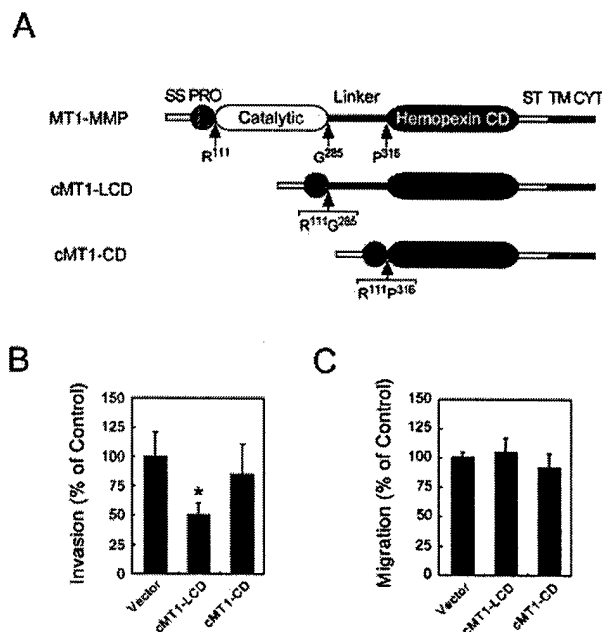 A
SS PRO Linker ST TM CYT
MT1-MMP Catalytic Hemopexin CD
R111 G285 P316
cMT1-LCD
R111G285
cMT1-CD
R111P316
B
Invasion (% of Control)
150
125
100
75
50
25
0
*
Vector
cMT1-LCD
cMT1-CD
C
Migration (% of Control)
150
125
100
75
50
25
0
Vector
cMT1-LCD
cMT1-CD